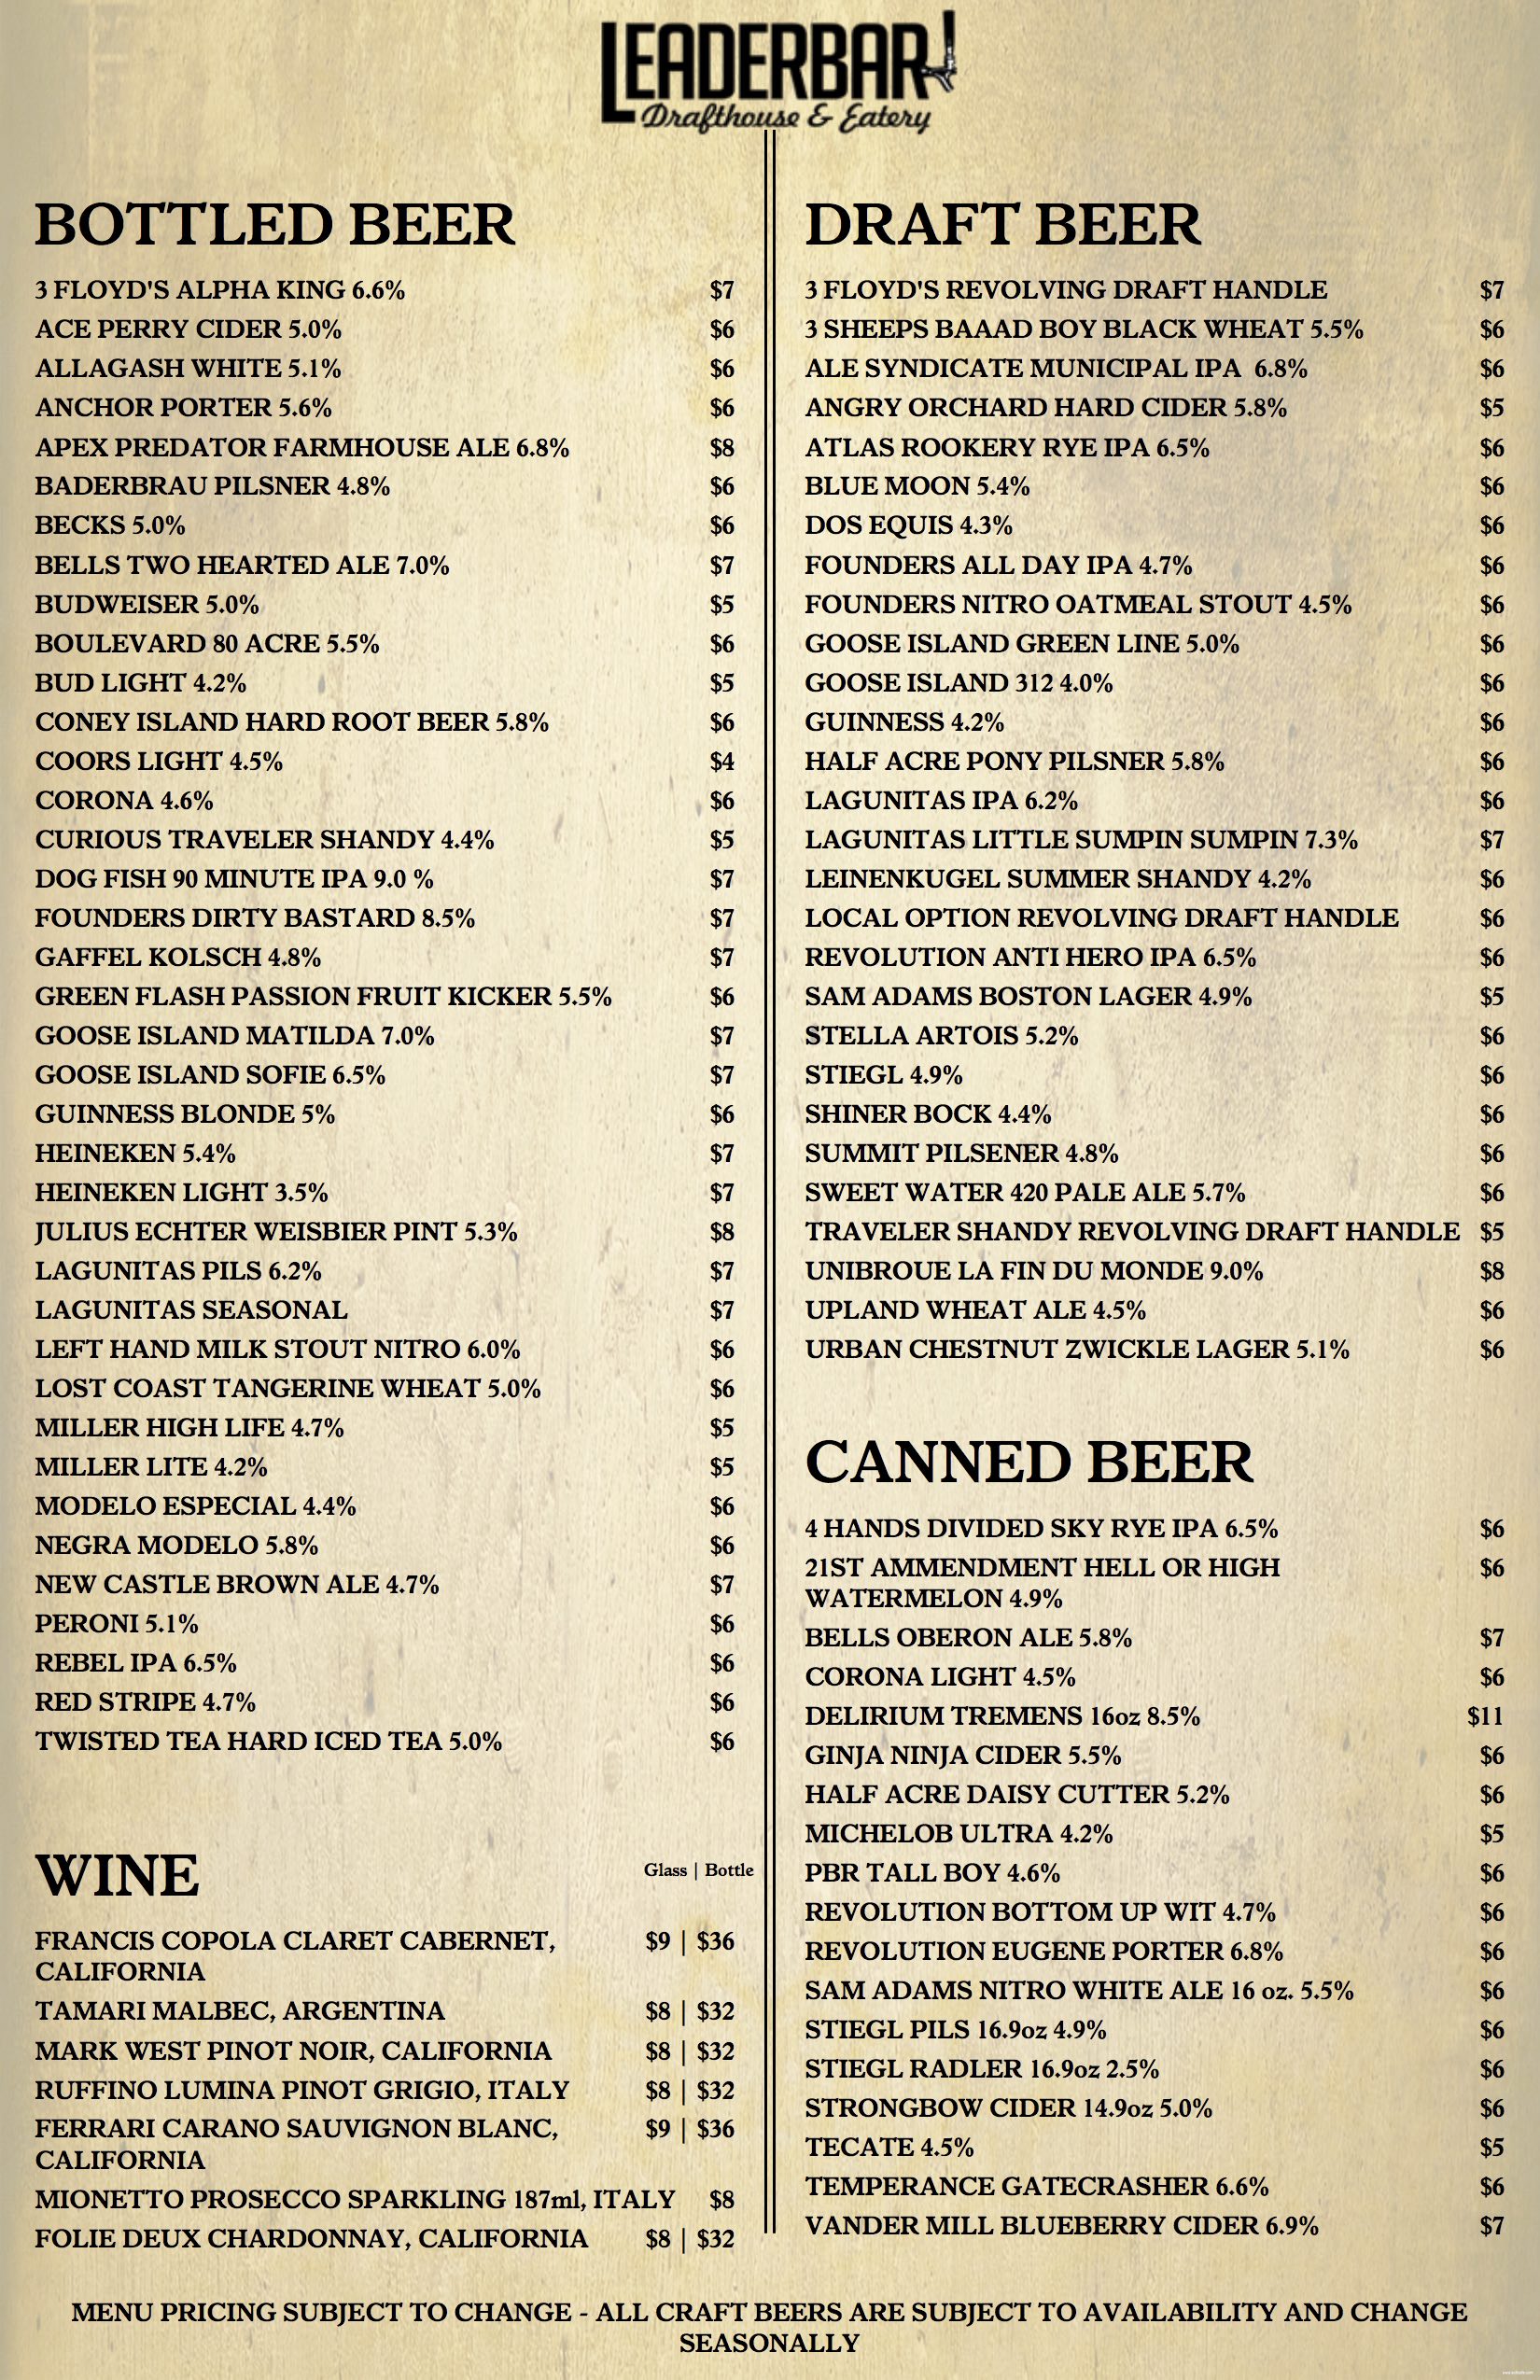 LEADERBAR
Drafthouse & Eatery
BOTTLED BEER
3 FLOYD'S ALPHA KING 6.6% $7
ACE PERRY CIDER 5.0% $6
ALLAGASH WHITE 5.1% $6
ANCHOR PORTER 5.6% $6
APEX PREDATOR FARMHOUSE ALE 6.8% $8
BADERBRAU PILSNER 4.8% $6
BECKS 5.0% $6
BELLS TWO HEARTED ALE 7.0% $7
BUDWEISER 5.0% $5
BOULEVARD 80 ACRE 5.5% $6
BUD LIGHT 4.2% $5
CONEY ISLAND HARD ROOT BEER 5.8% $6
COORS LIGHT 4.5% $4
CORONA 4.6% $6
CURIOUS TRAVELER SHANDY 4.4% $5
DOG FISH 90 MINUTE IPA 9.0 % $7
FOUNDERS DIRTY BASTARD 8.5% $7
GAFFEL KOLSCH 4.8% $7
GREEN FLASH PASSION FRUIT KICKER 5.5% $6
GOOSE ISLAND MATILDA 7.0% $7
GOOSE ISLAND SOFIE 6.5% $7
GUINNESS BLONDE 5% $6
HEINEKEN 5.4% $7
HEINEKEN LIGHT 3.5% $7
JULIUS ECHTER WEISBIER PINT 5.3% $8
LAGUNITAS PILS 6.2% $7
LAGUNITAS SEASONAL $7
LEFT HAND MILK STOUT NITRO 6.0% $6
LOST COAST TANGERINE WHEAT 5.0% $6
MILLER HIGH LIFE 4.7% $5
MILLER LITE 4.2% $5
MODELO ESPECIAL 4.4% $6
NEGRA MODELO 5.8% $6
NEW CASTLE BROWN ALE 4.7% $7
PERONI 5.1% $6
REBEL IPA 6.5% $6
RED STRIPE 4.7% $6
TWISTED TEA HARD ICED TEA 5.0% $6
WINE Glass | Bottle
FRANCIS COPOLA CLARET CABERNET, $9 | $36
CALIFORNIA
TAMARI MALBEC, ARGENTINA $8 | $32
MARK WEST PINOT NOIR, CALIFORNIA $8 | $32
RUFFINO LUMINA PINOT GRIGIO, ITALY $8 | $32
FERRARI CARANO SAUVIGNON BLANC, $9 | $36
CALIFORNIA
MIONETTO PROSECCO SPARKLING 187ml, ITALY $8
FOLIE DEUX CHARDONNAY, CALIFORNIA $8 | $32
DRAFT BEER
3 FLOYD'S REVOLVING DRAFT HANDLE $7
3 SHEEPS BAAAD BOY BLACK WHEAT 5.5% $6
ALE SYNDICATE MUNICIPAL IPA 6.8% $6
ANGRY ORCHARD HARD CIDER 5.8% $5
ATLAS ROOKERY RYE IPA 6.5% $6
BLUE MOON 5.4% $6
DOS EQUIS 4.3% $6
FOUNDERS ALL DAY IPA 4.7% $6
FOUNDERS NITRO OATMEAL STOUT 4.5% $6
GOOSE ISLAND GREEN LINE 5.0% $6
GOOSE ISLAND 312 4.0% $6
GUINNESS 4.2% $6
HALF ACRE PONY PILSNER 5.8% $6
LAGUNITAS IPA 6.2% $6
LAGUNITAS LITTLE SUMPIN SUMPIN 7.3% $7
LEINENKUGEL SUMMER SHANDY 4.2% $6
LOCAL OPTION REVOLVING DRAFT HANDLE $6
REVOLUTION ANTI HERO IPA 6.5% $6
SAM ADAMS BOSTON LAGER 4.9% $5
STELLA ARTOIS 5.2% $6
STIEGL 4.9% $6
SHINER BOCK 4.4% $6
SUMMIT PILSENER 4.8% $6
SWEET WATER 420 PALE ALE 5.7% $6
TRAVELER SHANDY REVOLVING DRAFT HANDLE $5
UNIBROUE LA FIN DU MONDE 9.0% $8
UPLAND WHEAT ALE 4.5% $6
URBAN CHESTNUT ZWICKLE LAGER 5.1% $6
CANNED BEER
4 HANDS DIVIDED SKY RYE IPA 6.5% $6
21ST AMMENDMENT HELL OR HIGH $6
WATERMELON 4.9%
BELLS OBERON ALE 5.8% $7
CORONA LIGHT 4.5% $6
DELIRIUM TREMENS 16oz 8.5% $11
GINJA NINJA CIDER 5.5% $6
HALF ACRE DAISY CUTTER 5.2% $6
MICHELOB ULTRA 4.2% $5
PBR TALL BOY 4.6% $6
REVOLUTION BOTTOM UP WIT 4.7% $6
REVOLUTION EUGENE PORTER 6.8% $6
SAM ADAMS NITRO WHITE ALE 16 oz. 5.5% $6
STIEGL PILS 16.9oz 4.9% $6
STIEGL RADLER 16.9oz 2.5% $6
STRONGBOW CIDER 14.9oz 5.0% $6
TECATE 4.5% $5
TEMPERANCE GATECRASHER 6.6% $6
VANDER MILL BLUEBERRY CIDER 6.9% $7
MENU PRICING SUBJECT TO CHANGE - ALL CRAFT BEERS ARE SUBJECT TO AVAILABILITY AND CHANGE
SEASONALLY